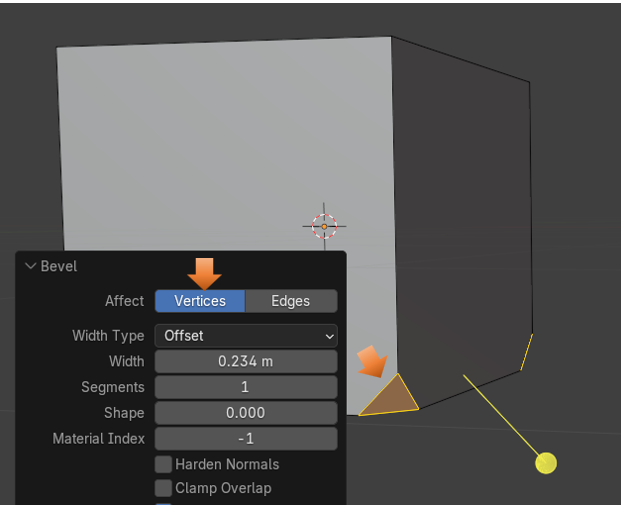 Bevel
Affect Vertices Edges
Width Type Offset
Width 0.234 m
Segments 1
Shape 0.000
Material Index -1
Harden Normals
Clamp Overlap